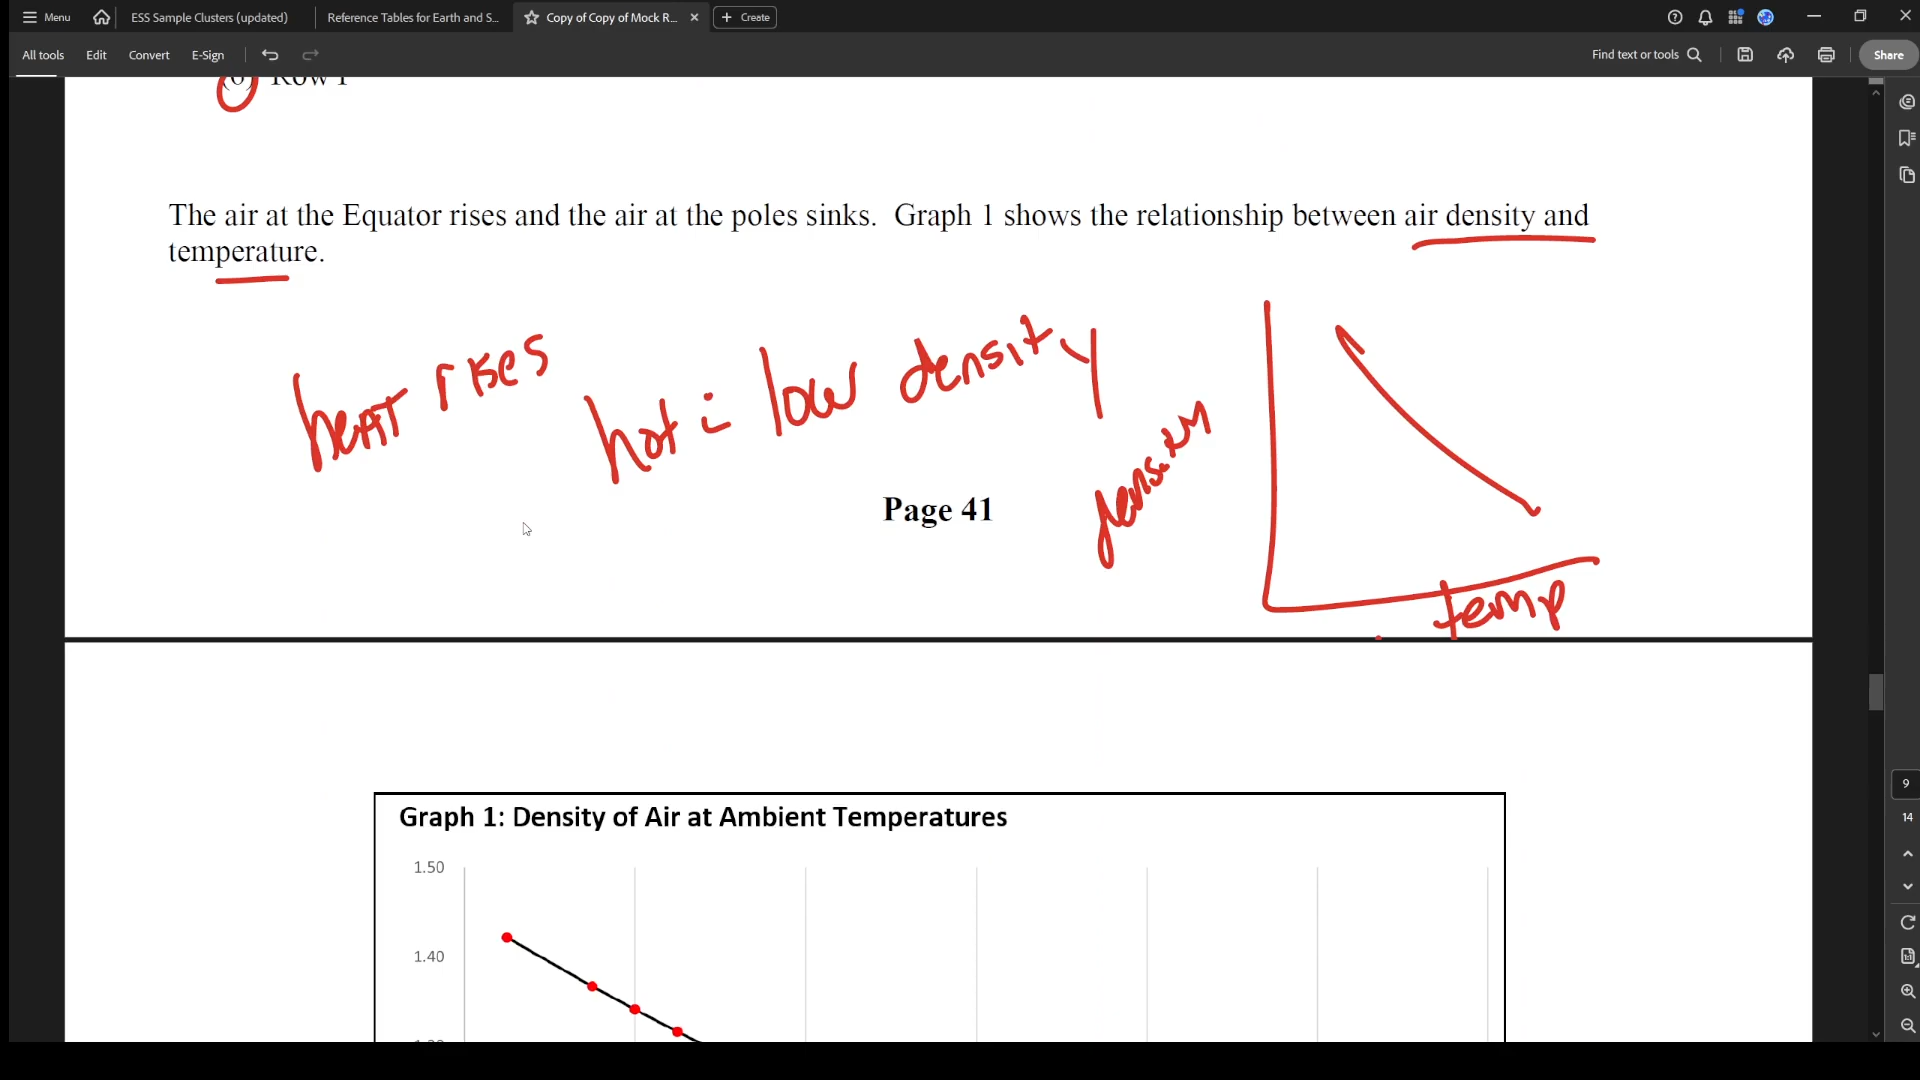 Menu
ESS Sample Clusters (updated)
Reference Tables for Earth and S...
Copy of Copy of Mock R...
Create
All tools
Edit
Convert
E-Sign
Find text or tools
Share
Row 1
The air at the Equator rises and the air at the poles sinks. Graph 1 shows the relationship between air density and
temperature.
heat rises
hot = low density
density
temp
Page 41
Graph 1: Density of Air at Ambient Temperatures
1.50
1.40
9
14